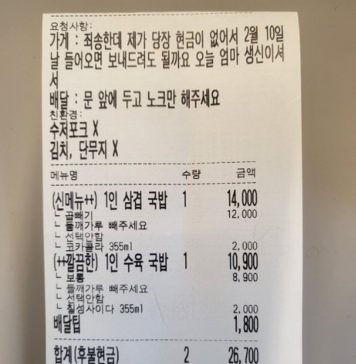 요청사항:
가게 : 죄송한데 제가 당장 현금이 없어서 2월 10일
날 들어오면 보내드려도 될까요 오늘 엄마 생신이셔
서
배달 : 문 앞에 두고 노크만 해주세요
친환경:
수저포크 X
김치, 단무지 X
메뉴명 수량 금액
(신메뉴++) 1인 삼겹 국밥 1 14,000
└ 곱빼기 12,000
└ 들깨가루 빼주세요
└ 선택안함
└ 코카콜라 355ml 2,000
(++깔끔한) 1인 수육 국밥 1 10,900
└ 보통 8,900
└ 들깨가루 빼주세요
└ 선택안함
└ 칠성사이다 355ml 2,000
배달팁 1,800
합계(후불현금) 2 26,700